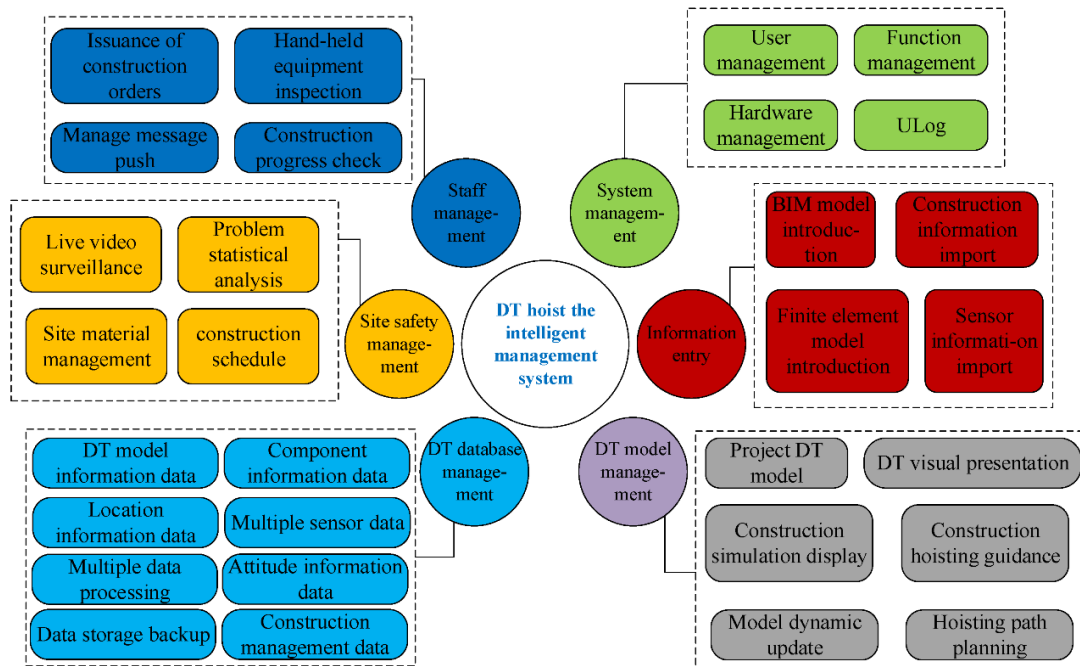 Issuance of
construction
orders
Hand-held
equipment
inspection
Manage message
push
Construction
progress check
Staff
manage-
ment
User
management
Function
management
Hardware
management
ULog
System
managem-
ent
Live video
surveillance
Problem
statistical
analysis
Site material
management
construction
schedule
Site safety
manage-
ment
DT hoist the
intelligent
management
system
BIM model
introduc-
tion
Construction
information
import
Finite element
model
introduction
Sensor
informati-on
import
Information
entry
DT model
information data
Component
information data
Location
information data
Multiple sensor data
Multiple data
processing
Attitude information
data
Data storage backup
Construction
management data
DT database
manage-
ment
DT model
manage-
ment
Project DT
model
DT visual presentation
Construction
simulation display
Construction
hoisting guidance
Model dynamic
update
Hoisting path
planning